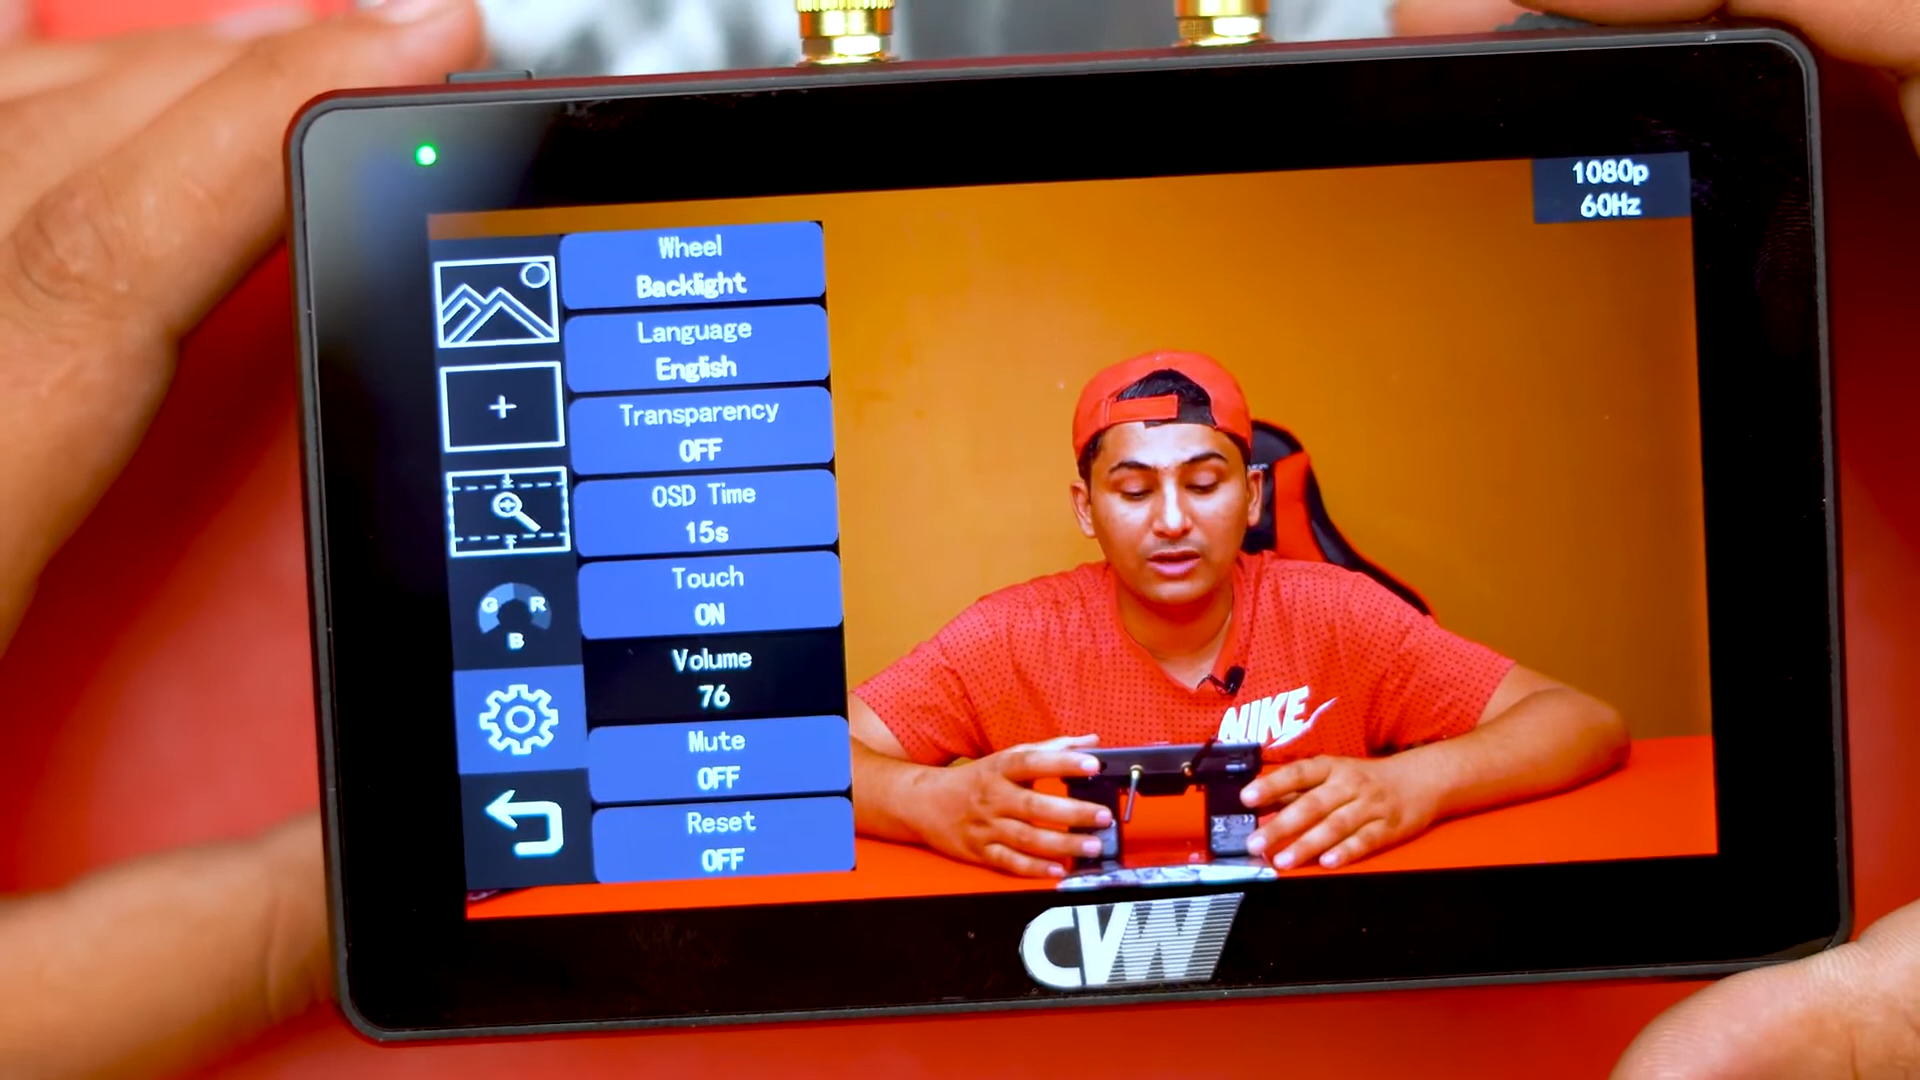 1080p
60Hz
Wheel
Backlight
Language
English
Transparency
OFF
OSD Time
15s
Touch
ON
Volume
76
Mute
OFF
Reset
OFF
G R
B
NIKE
CVW